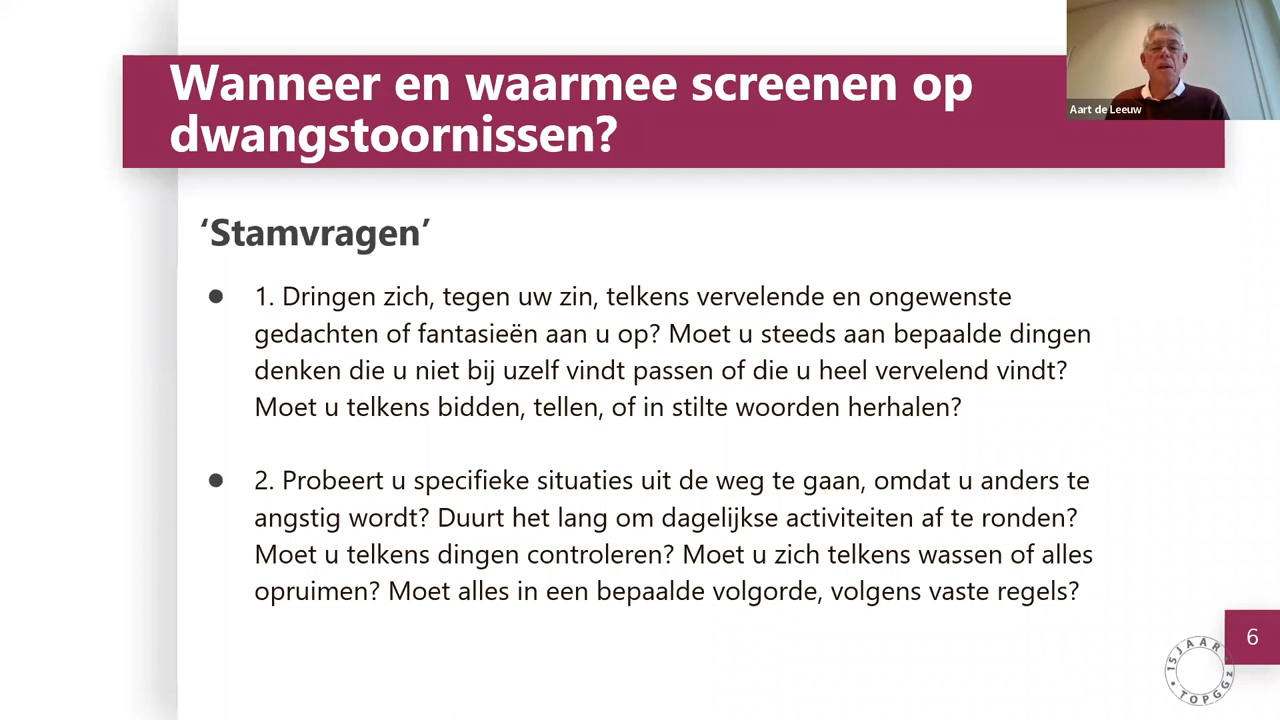 Wanneer en waarmee screenen op
dwangstoornissen?
Aart de Leeuw
‘Stamvragen’
● 1. Dringen zich, tegen uw zin, telkens vervelende en ongewenste
gedachten of fantasieën aan u op? Moet u steeds aan bepaalde dingen
denken die u niet bij uzelf vindt passen of die u heel vervelend vindt?
Moet u telkens bidden, tellen, of in stilte woorden herhalen?
● 2. Probeert u specifieke situaties uit de weg te gaan, omdat u anders te
angstig wordt? Duurt het lang om dagelijkse activiteiten af te ronden?
Moet u telkens dingen controleren? Moet u zich telkens wassen of alles
opruimen? Moet alles in een bepaalde volgorde, volgens vaste regels?
6
15 JAAR
TOPGGz